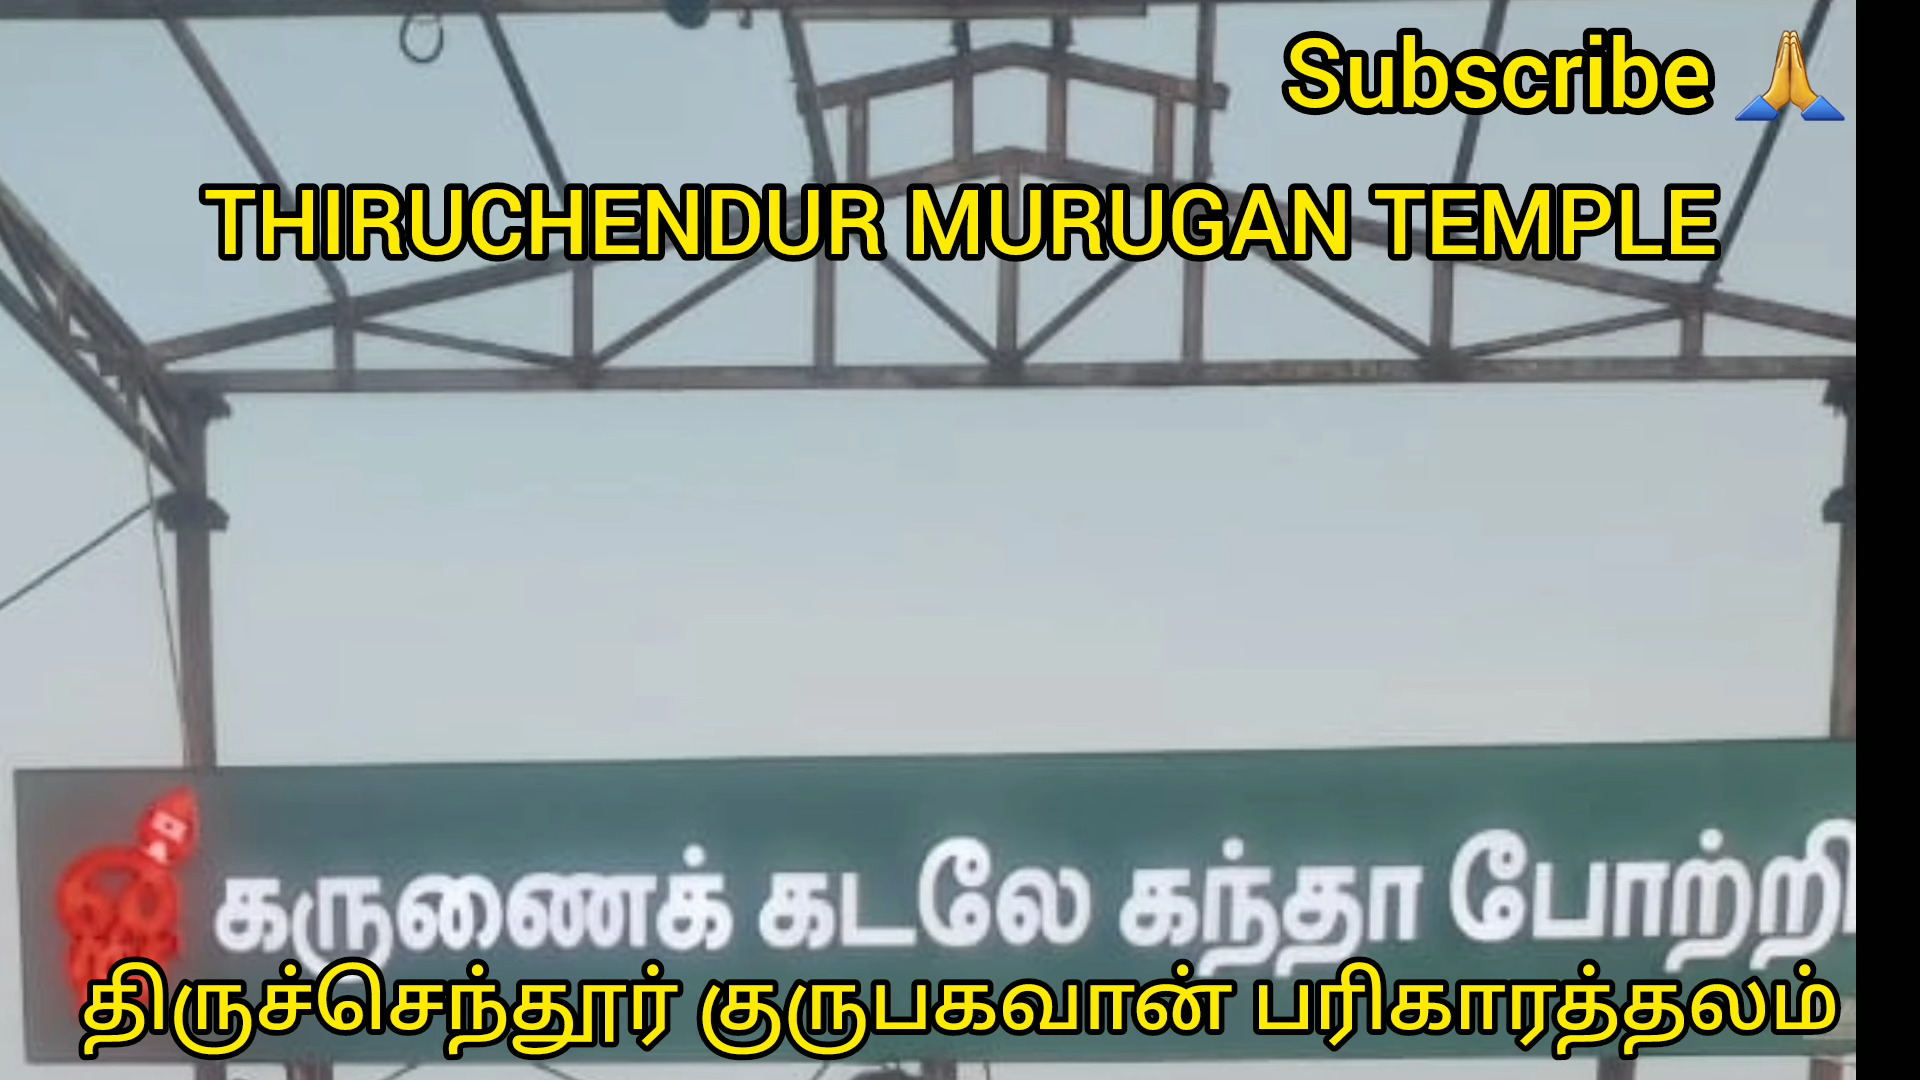 Subscribe 🙏
THIRUCHENDUR MURUGAN TEMPLE
கருணைக் கடலே கந்தா போற்றி
திருச்செந்தூர் குருபகவான் பரிகாரத்தலம்